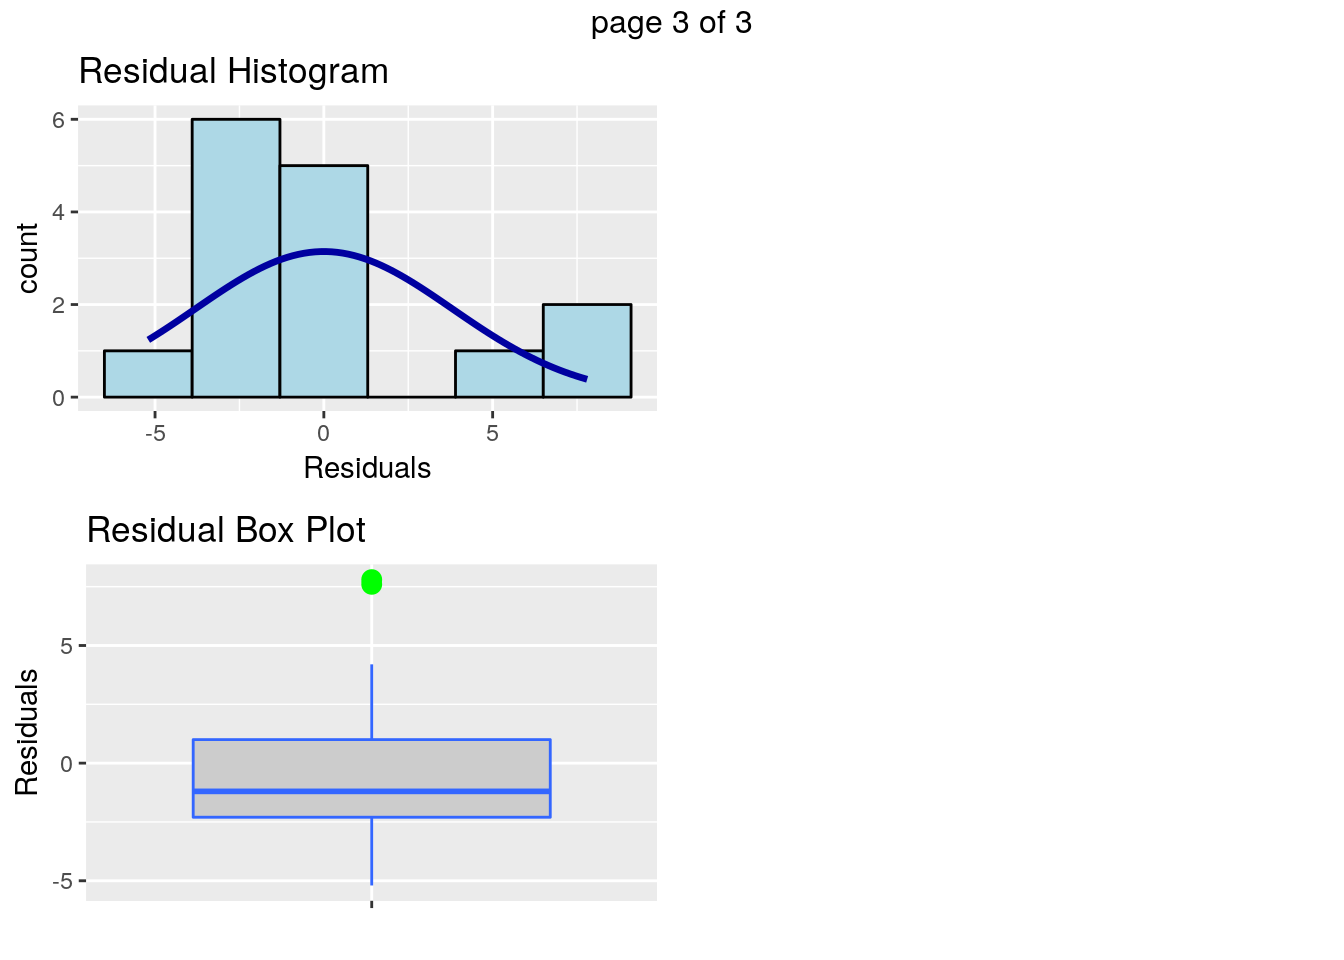 page 3 of 3
Residual Histogram
6
4
2
0
count
-5 0 5
Residuals
Residual Box Plot
5
0
-5
Residuals